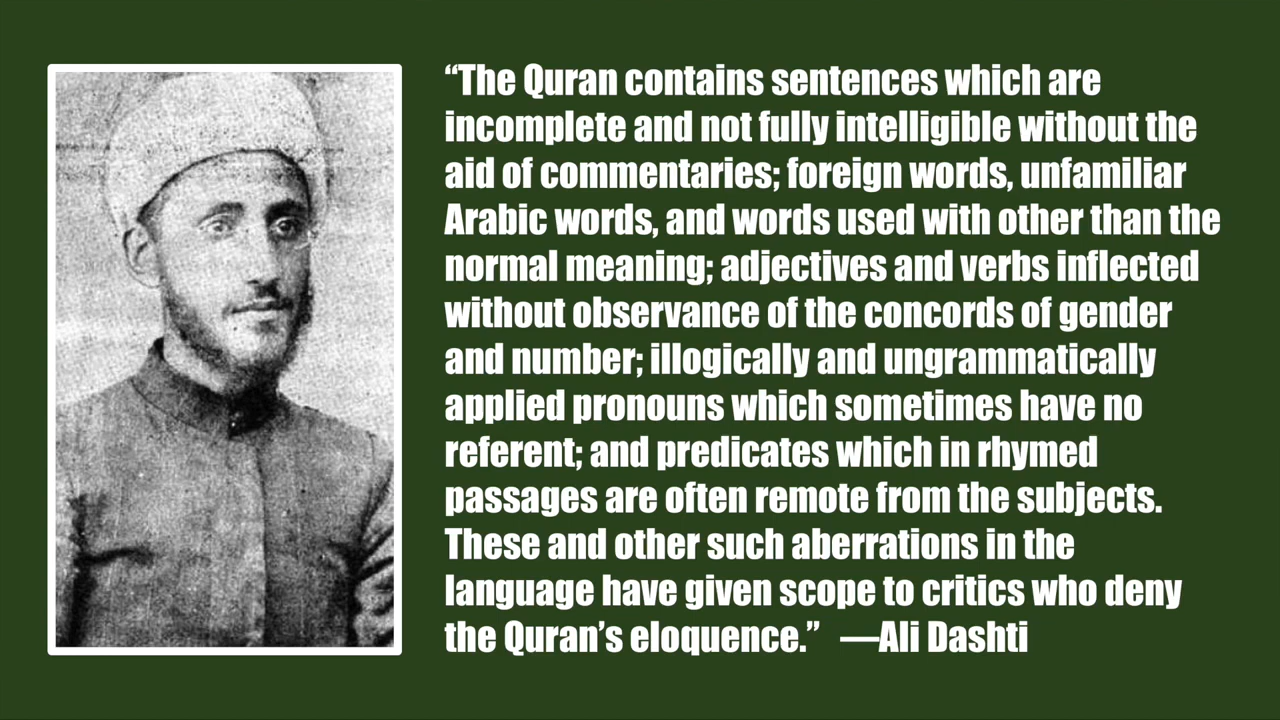 “The Quran contains sentences which are
incomplete and not fully intelligible without the
aid of commentaries; foreign words, unfamiliar
Arabic words, and words used with other than the
normal meaning; adjectives and verbs inflected
without observance of the concords of gender
and number; illogically and ungrammatically
applied pronouns which sometimes have no
referent; and predicates which in rhymed
passages are often remote from the subjects.
These and other such aberrations in the
language have given scope to critics who deny
the Quran’s eloquence.” —Ali Dashti